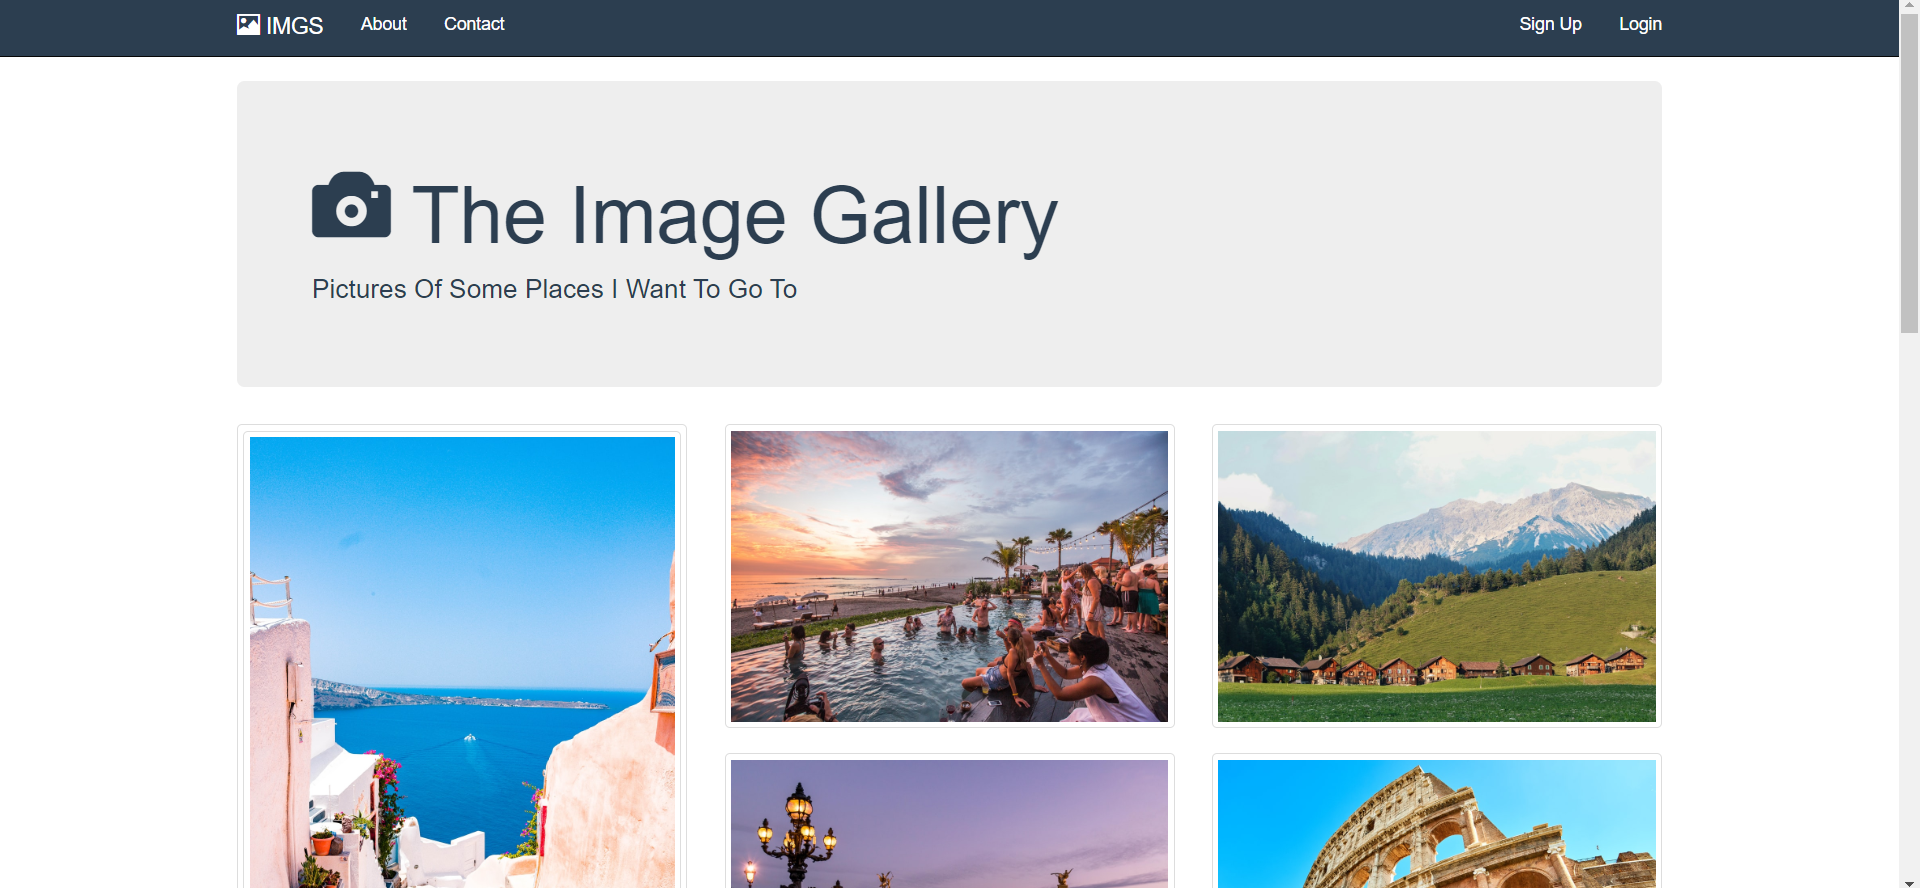 IMGS About Contact Sign Up Login
The Image Gallery
Pictures Of Some Places I Want To Go To